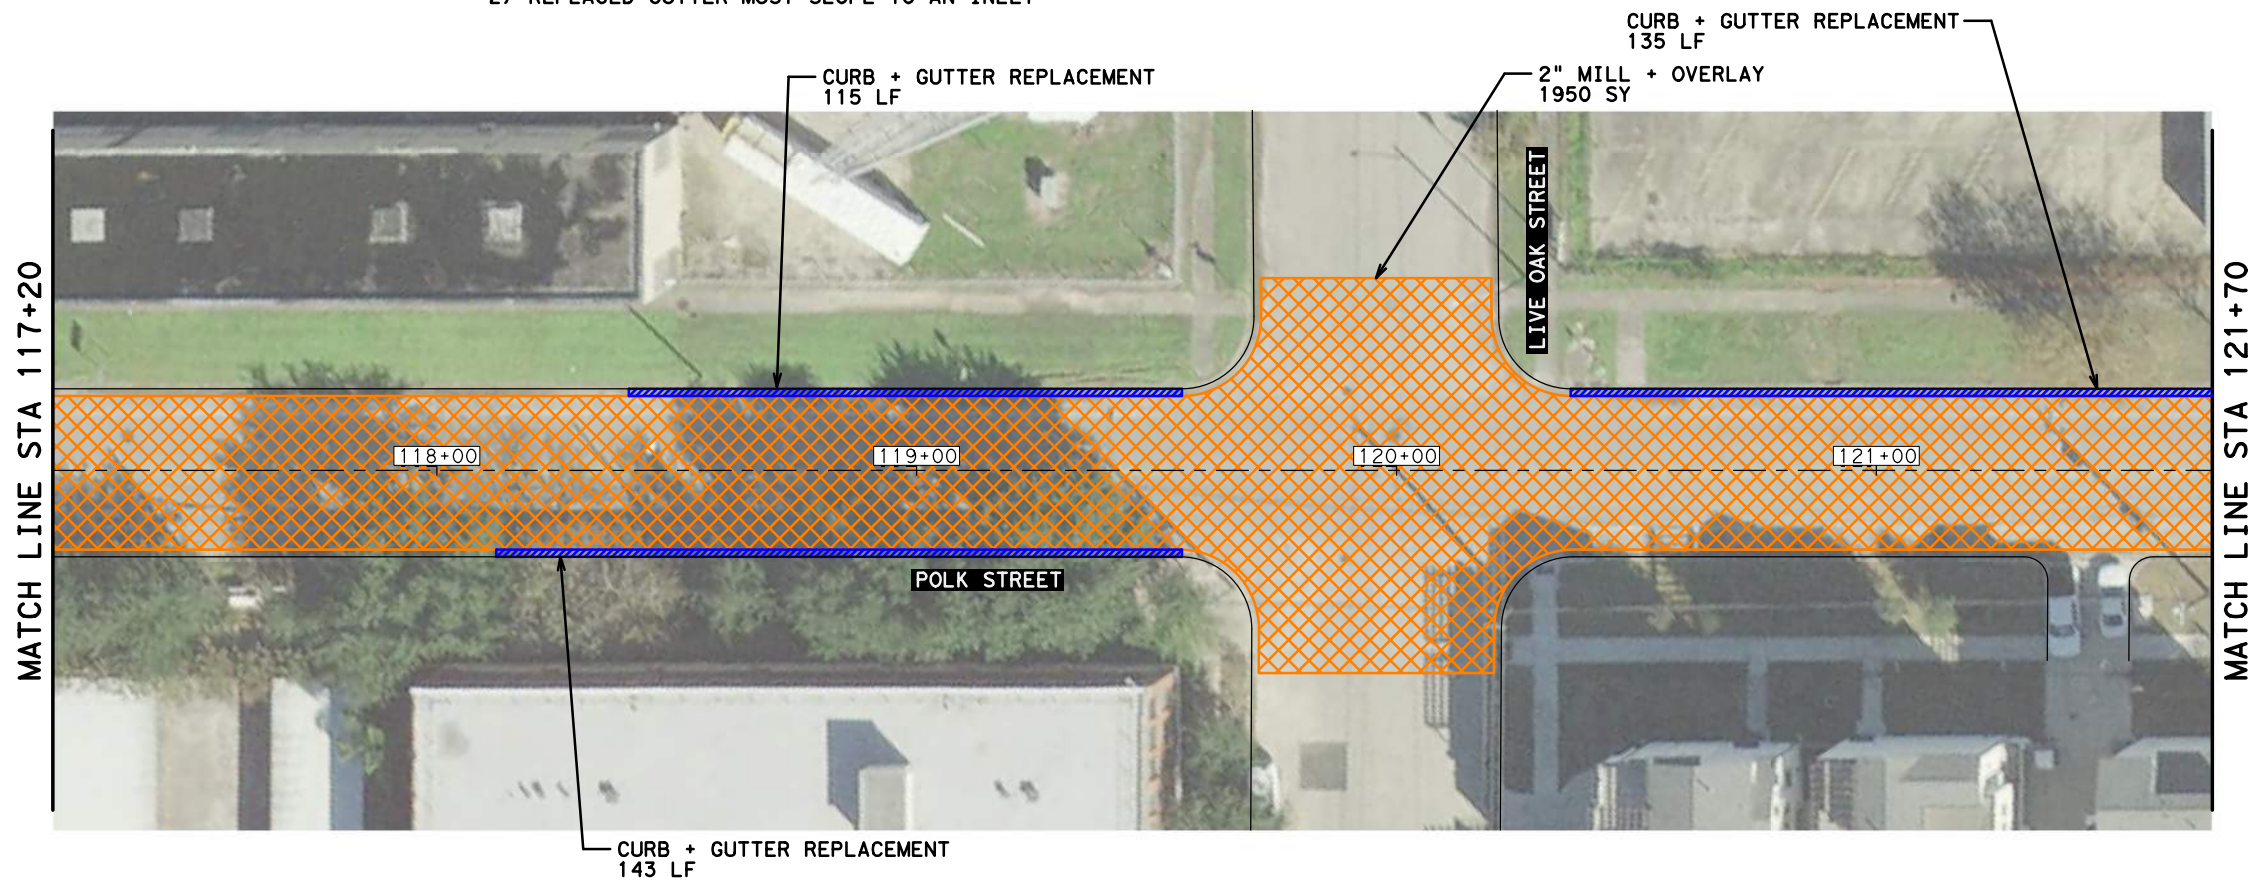 CURB + GUTTER REPLACEMENT
135 LF
CURB + GUTTER REPLACEMENT
115 LF
2" MILL + OVERLAY
1950 SY
LIVE OAK STREET
MATCH LINE STA 117+20
MATCH LINE STA 121+70
118+00
119+00
120+00
121+00
POLK STREET
CURB + GUTTER REPLACEMENT
143 LF